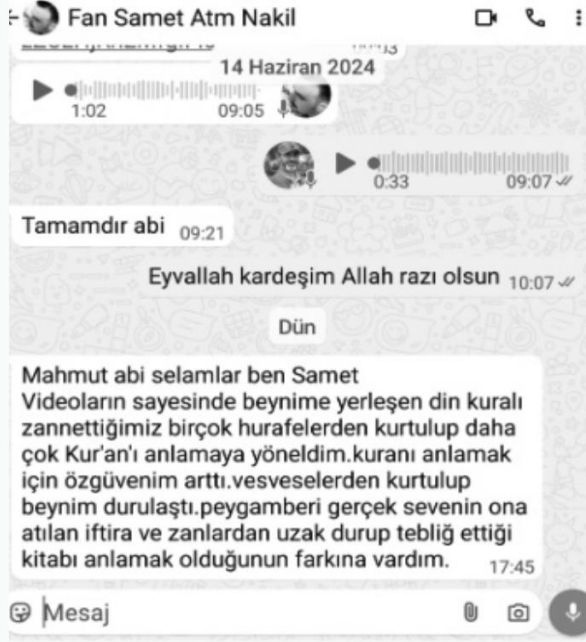 Fan Samet Atm Nakil
14 Haziran 2024
1:02 09:05
0:33 09:07
Tamamdır abi 09:21
Eyvallah kardeşim Allah razı olsun 10:07
Dün
Mahmut abi selamlar ben Samet
Videoların sayesinde beynime yerleşen din kuralı
zannettiğimiz birçok hurafelerden kurtulup daha
çok Kur'an'ı anlamaya yöneldim.kuranı anlamak
için özgüvenim arttı.vesveselerden kurtulup
beynim durulaştı.peygamberi gerçek sevenin ona
atılan iftira ve zanlardan uzak durup tebliğ ettiği
kitabı anlamak olduğunun farkına vardım. 17:45
Mesaj